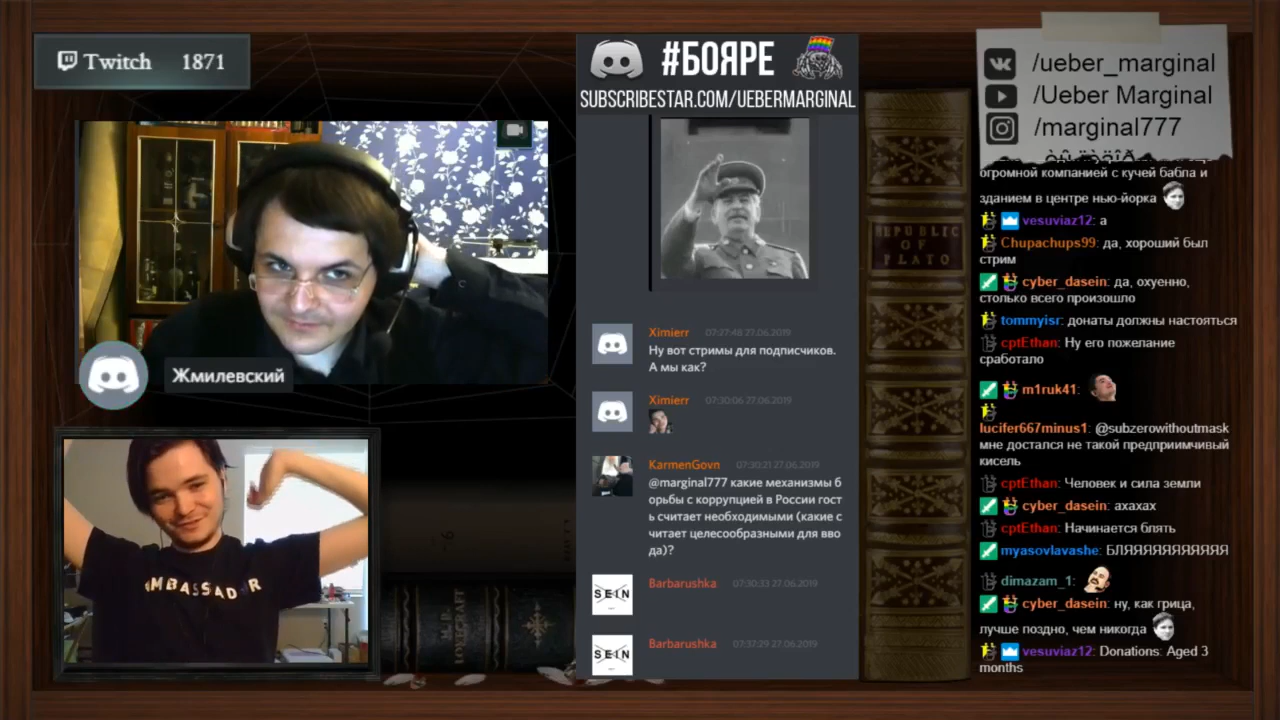 Twitch 1871
Жмилевский
AMBASSADOR
H.P. LOVECRAFT
#БОЯРЕ
SUBSCRIBESTAR.COM/UEBERMARGINAL
Ximierr 07:27:48 27.06.2019
Ну вот стримы для подписчиков.
А мы как?
Ximierr 07:30:06 27.06.2019
KarmenGovn 07:30:21 27.06.2019
@marginal777 какие механизмы б
орьбы с коррупцией в России гост
ь считает необходимыми (какие с
читает целесообразными для вво
да)?
SEIN
Barbarushka 07:30:33 27.06.2019
SEIN
Barbarushka 07:37:29 27.06.2019
REPUBLIC
OF
PLATO
/ueber_marginal
/Ueber Marginal
/marginal777
огромной компанией с кучей бабла и
зданием в центре нью-йорка
vesuviaz12: а
Chupachups99: да, хороший был
стрим
cyber_dasein: да, охуенно,
столько всего произошло
tommyisr: донаты должны настояться
cptEthan: Ну его пожелание
сработало
m1ruk41:
lucifer667minus1: @subzerowithoutmask
мне достался не такой предприимчивый
кисель
cptEthan: Человек и сила земли
cyber_dasein: ахахах
cptEthan: Начинается блять
myasovlavashe: БЛЯЯЯЯЯЯЯЯЯЯЯ
dimazam_1:
cyber_dasein: ну, как грица,
лучше поздно, чем никогда
vesuviaz12: Donations: Aged 3
months